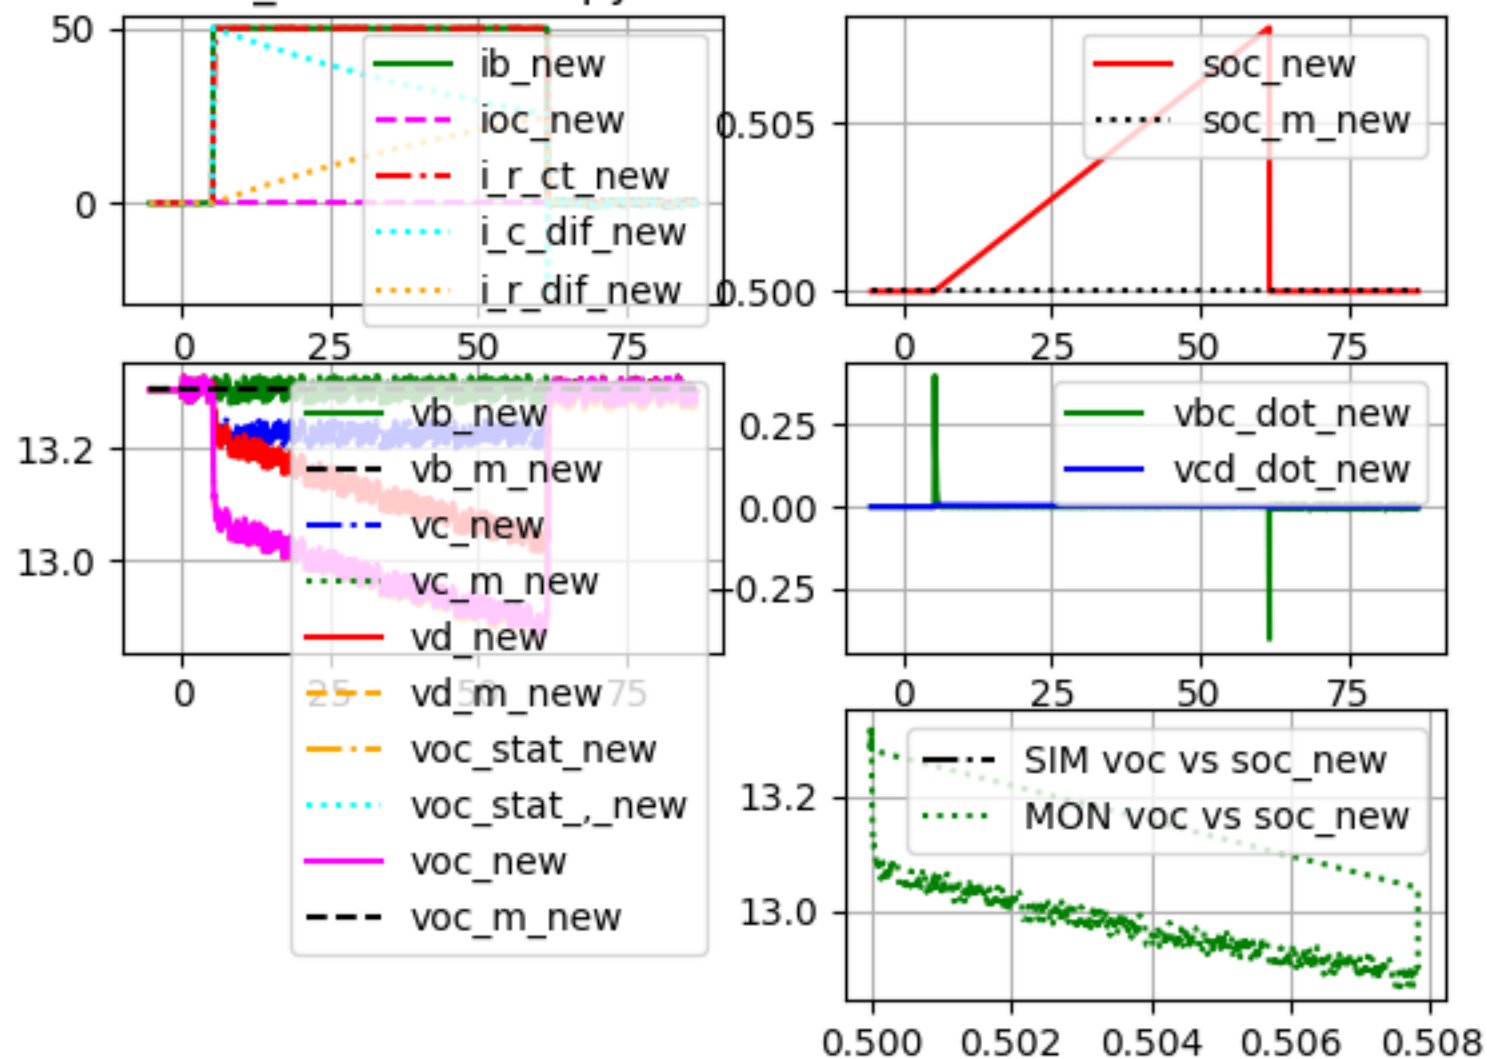 50
0
ib_new
ioc_new
i_r_ct_new
i_c_dif_new
i_r_dif_new
0 25 50 75
0.505
0.500
soc_new
soc_m_new
0 25 50 75
13.2
13.0
vb_new
vb_m_new
vc_new
vc_m_new
vd_new
vd_m_new
voc_stat_new
voc_stat_,_new
voc_new
voc_m_new
0 25 50 75
0.25
0.00
−0.25
vbc_dot_new
vcd_dot_new
0 25 50 75
13.2
13.0
SIM voc vs soc_new
MON voc vs soc_new
0.500 0.502 0.504 0.506 0.508